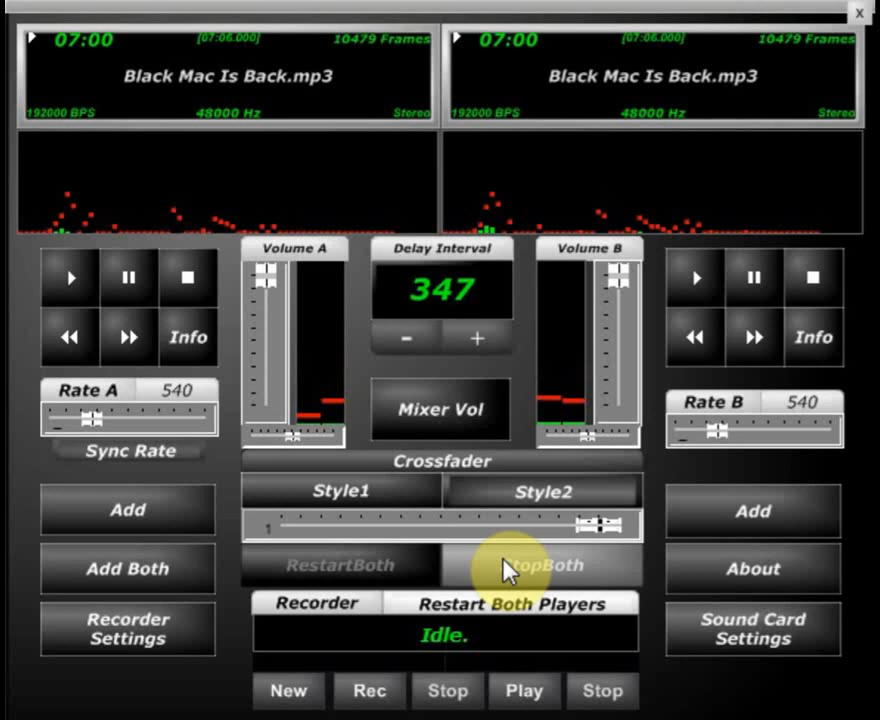 X
07:00 [07:06.000] 10479 Frames
Black Mac Is Back.mp3
192000 BPS 48000 Hz Stereo
07:00 [07:06.000] 10479 Frames
Black Mac Is Back.mp3
192000 BPS 48000 Hz Stereo
Volume A
Delay Interval
Volume B
347
- +
Info
Info
Mixer Vol
Rate A 540
Rate B 540
Sync Rate
Crossfader
Style1 Style2
1
Add
Add
RestartBoth StopBoth
Add Both
About
Recorder Restart Both Players
Recorder
Settings
Idle.
Sound Card
Settings
New Rec Stop Play Stop